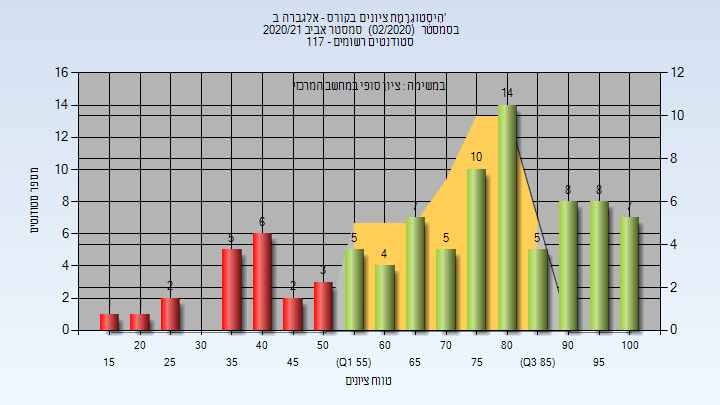 היסטוגרמת ציונים בקורס - אלגברה ב'
בסמסטר (02/2020) סמסטר אביב 2020/21
סטודנטים רשומים - 117
במשימה : ציון סופי במחשב המרכזי
מספר סטודנטים
16 14 12 10 8 6 4 2 0
12 10 8 6 4 2 0
1 1 2 5 6 2 3 5 4 7 5 10 14 5 8 8 7
20 30 40 50 60 70 80 90 100
15 25 35 45 (Q1 55) 65 75 (Q3 85) 95
טווח ציונים